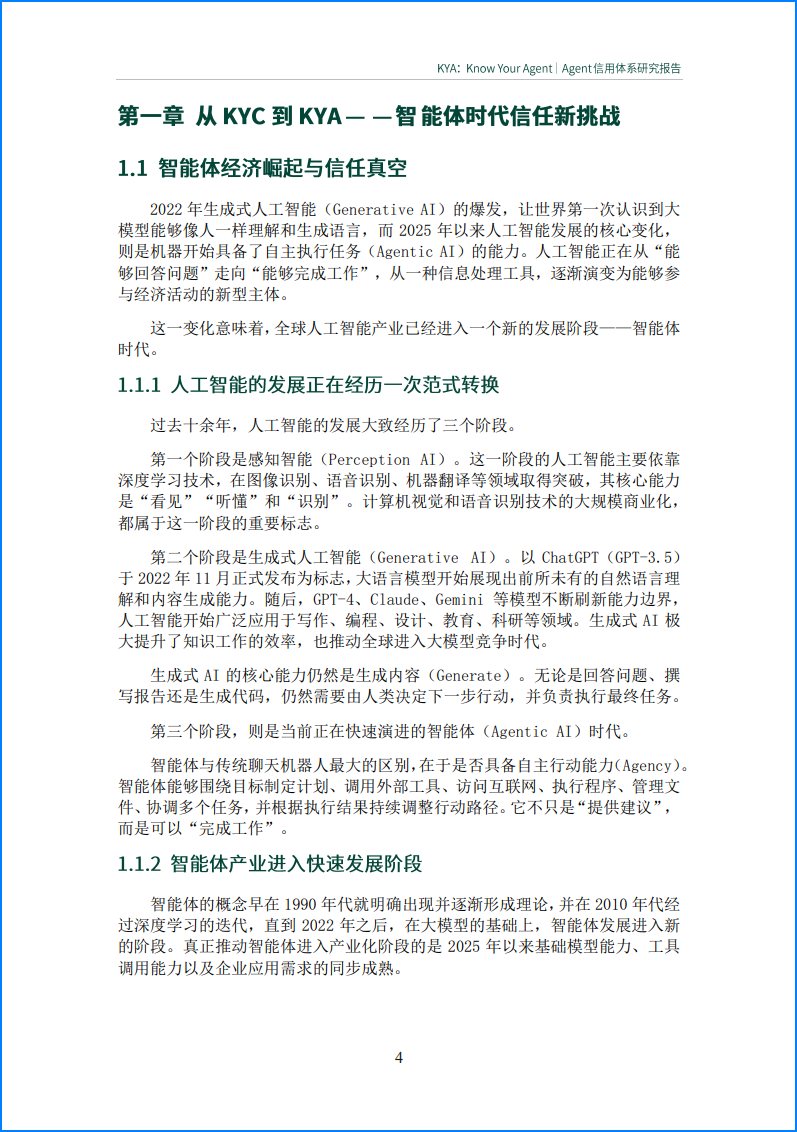 KYA：Know Your Agent｜Agent信用体系研究报告
第一章 从 KYC 到 KYA— —智能体时代信任新挑战
1.1 智能体经济崛起与信任真空
2022 年生成式人工智能（Generative AI）的爆发，让世界第一次认识到大
模型能够像人一样理解和生成语言，而 2025 年以来人工智能发展的核心变化，
则是机器开始具备了自主执行任务（Agentic AI）的能力。人工智能正在从“能
够回答问题”走向“能够完成工作”，从一种信息处理工具，逐渐演变为能够参
与经济活动的新型主体。
这一变化意味着，全球人工智能产业已经进入一个新的发展阶段——智能体
时代。
1.1.1 人工智能的发展正在经历一次范式转换
过去十余年，人工智能的发展大致经历了三个阶段。
第一个阶段是感知智能（Perception AI）。这一阶段的人工智能主要依靠
深度学习技术，在图像识别、语音识别、机器翻译等领域取得突破，其核心能力
是“看见”“听懂”和“识别”。计算机视觉和语音识别技术的大规模商业化，
都属于这一阶段的重要标志。
第二个阶段是生成式人工智能（Generative AI）。以 ChatGPT（GPT-3.5）
于 2022 年 11 月正式发布为标志，大语言模型开始展现出前所未有的自然语言理
解和内容生成能力。随后，GPT-4、Claude、Gemini 等模型不断刷新能力边界，
人工智能开始广泛应用于写作、编程、设计、教育、科研等领域。生成式 AI 极
大提升了知识工作的效率，也推动全球进入大模型竞争时代。
生成式 AI 的核心能力仍然是生成内容（Generate）。无论是回答问题、撰
写报告还是生成代码，仍然需要由人类决定下一步行动，并负责执行最终任务。
第三个阶段，则是当前正在快速演进的智能体（Agentic AI）时代。
智能体与传统聊天机器人最大的区别，在于是否具备自主行动能力（Agency）。
智能体能够围绕目标制定计划、调用外部工具、访问互联网、执行程序、管理文
件、协调多个任务，并根据执行结果持续调整行动路径。它不只是“提供建议”，
而是可以“完成工作”。
1.1.2 智能体产业进入快速发展阶段
智能体的概念早在 1990 年代就明确出现并逐渐形成理论，并在 2010 年代经
过深度学习的迭代，直到 2022 年之后，在大模型的基础上，智能体发展进入新
的阶段。真正推动智能体进入产业化阶段的是 2025 年以来基础模型能力、工具
调用能力以及企业应用需求的同步成熟。
4